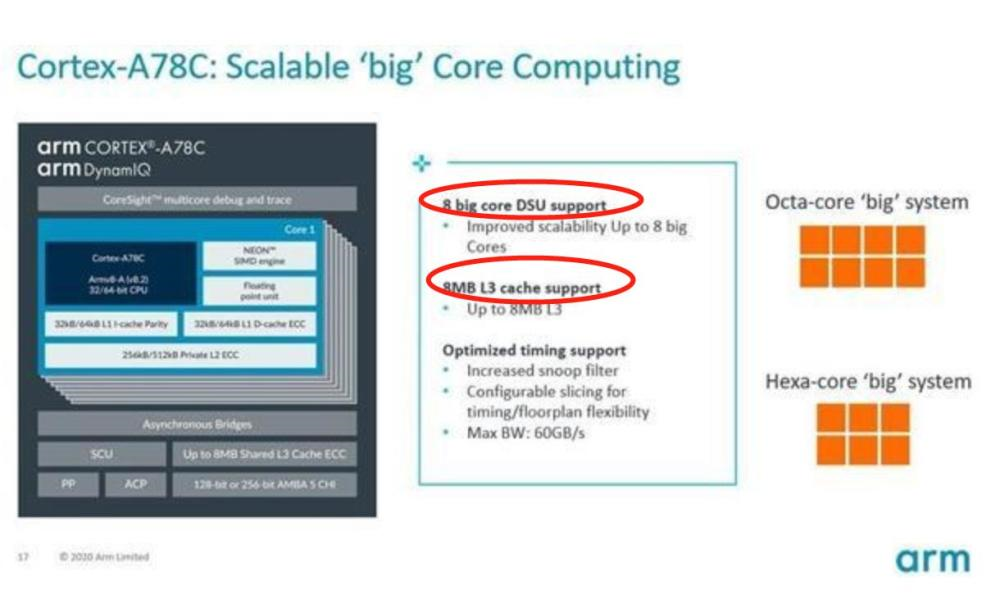 Cortex-A78C: Scalable ‘big’ Core Computing
arm CORTEX®-A78C
arm DynamIQ
CoreSight™ multicore debug and trace
Core 1
Cortex-A78C
Armv8-A (v8.2)
32/64-bit CPU
NEON™
SIMD engine
Floating
point unit
32kB/64kB L1 I-cache Parity
32kB/64kB L1 D-cache ECC
256kB/512kB Private L2 ECC
Asynchronous Bridges
SCU
Up to 8MB Shared L3 Cache ECC
PP
ACP
128-bit or 256-bit AMBA 5 CHI
8 big core DSU support
• Improved scalability Up to 8 big
Cores
8MB L3 cache support
• Up to 8MB L3
Optimized timing support
• Increased snoop filter
• Configurable slicing for
timing/floorplan flexibility
• Max BW: 60GB/s
Octa-core ‘big’ system
Hexa-core ‘big’ system
17
© 2020 Arm Limited
arm